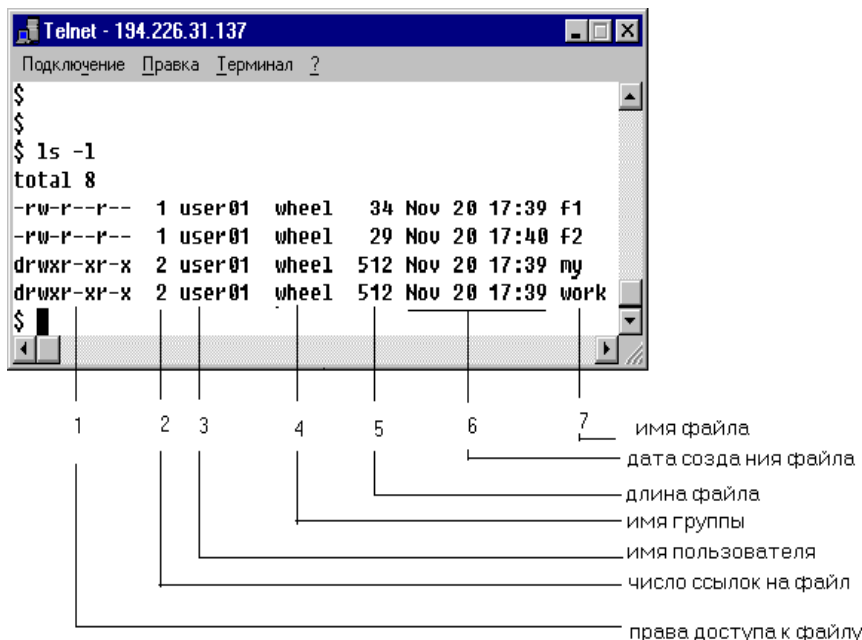 Telnet - 194.226.31.137
Подключение Правка Терминал ?
$
$
$ ls -l
total 8
-rw-r--r-- 1 user01 wheel 34 Nov 20 17:39 f1
-rw-r--r-- 1 user01 wheel 29 Nov 20 17:40 f2
drwxr-xr-x 2 user01 wheel 512 Nov 20 17:39 my
drwxr-xr-x 2 user01 wheel 512 Nov 20 17:39 work
$
1 2 3 4 5 6 7 имя файла
дата созда ния файла
длина файла
имя группы
имя пользователя
число ссылок на файл
права доступа к файлу